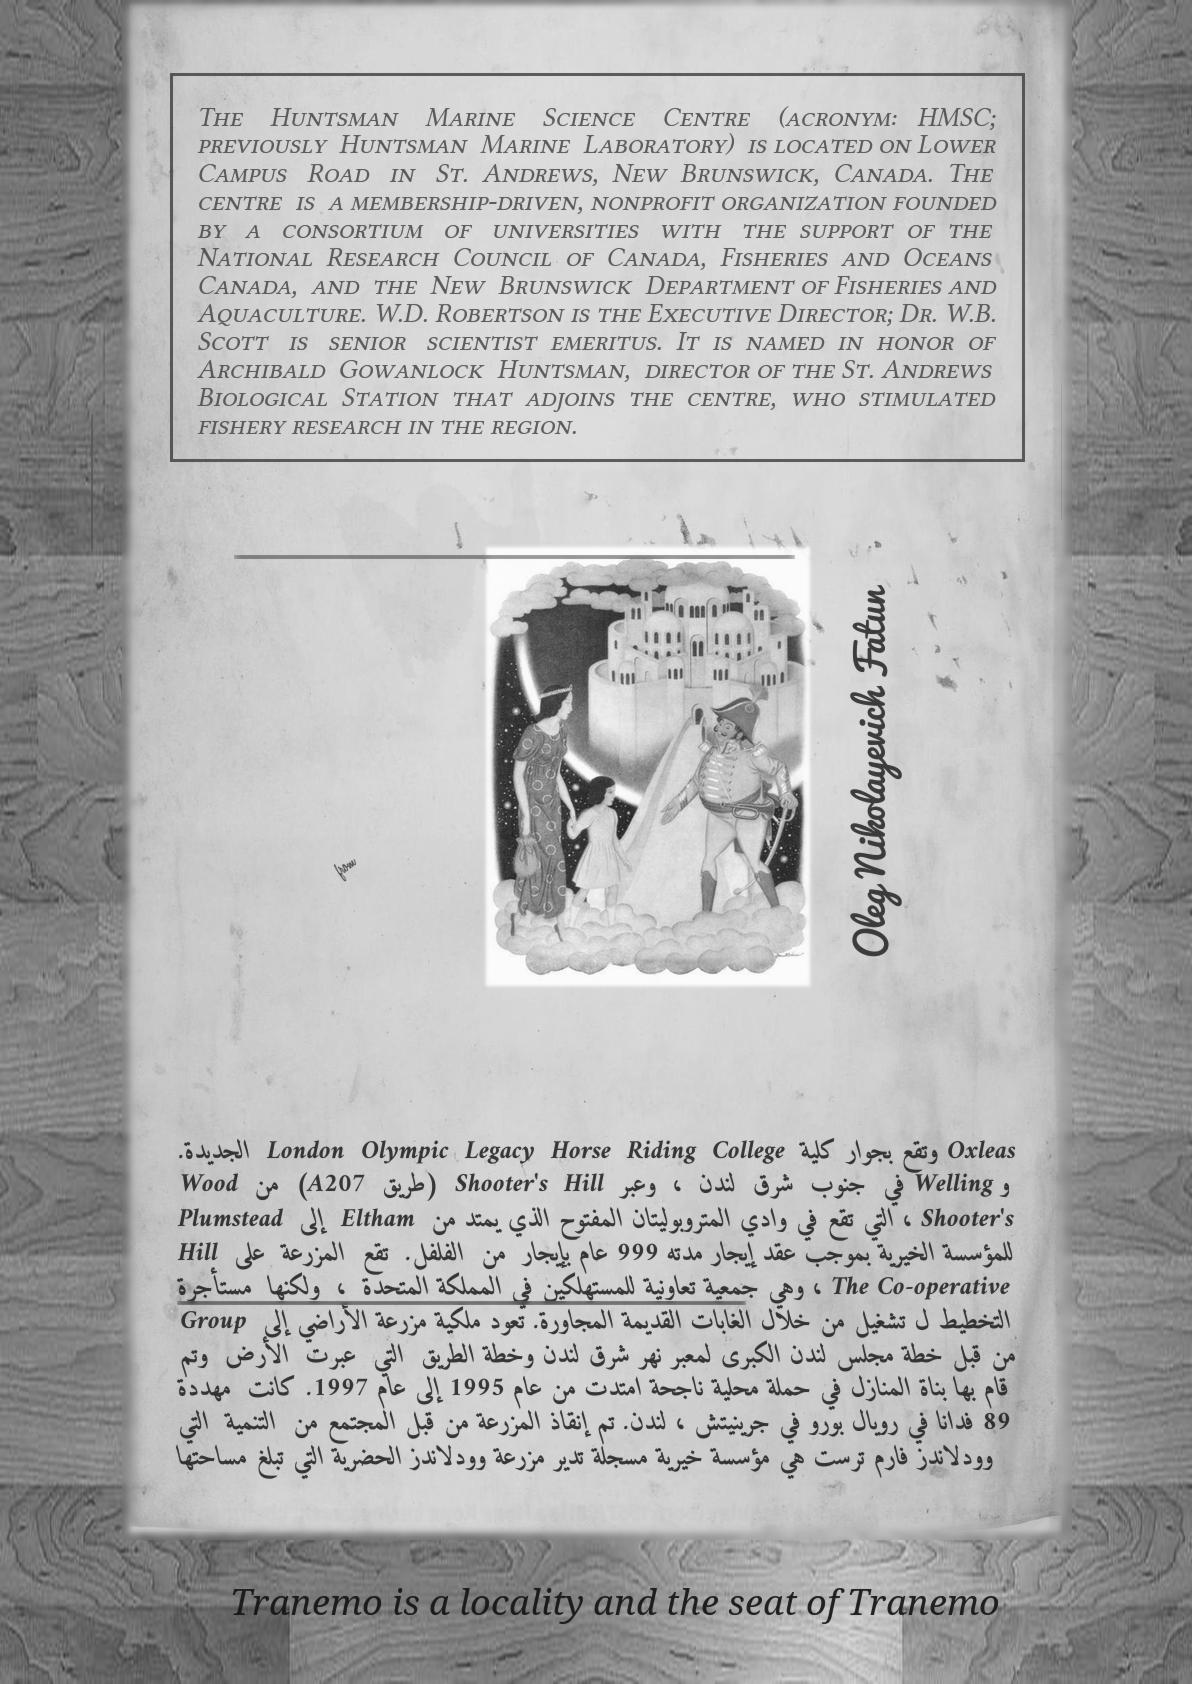 The Huntsman Marine Science Centre (acronym: HMSC;
previously Huntsman Marine Laboratory) is located on Lower
Campus Road in St. Andrews, New Brunswick, Canada. The
centre is a membership-driven, nonprofit organization founded
by a consortium of universities with the support of the
National Research Council of Canada, Fisheries and Oceans
Canada, and the New Brunswick Department of Fisheries and
Aquaculture. W.D. Robertson is the Executive Director; Dr. W.B.
Scott is senior scientist emeritus. It is named in honor of
Archibald Gowanlock Huntsman, director of the St. Andrews
Biological Station that adjoins the centre, who stimulated
fishery research in the region.
Oleg Nikolayevich Fatun
from
Oxleas وتقع بجوار كلية London Olympic Legacy Horse Riding College الجديدة.
و Welling في جنوب شرق لندن ، وعبر Shooter's Hill (طريق A207) من Wood
Shooter's ، التي تقع في وادي المتروبوليتان المفتوح الذي يمتد من Eltham إلى Plumstead
للمؤسسة الخيرية بموجب عقد إيجار مدته 999 عام بإيجار من الفلفل. تقع المزرعة على Hill
The Co-operative ، وهي جمعية تعاونية للمستهلكين في المملكة المتحدة ، ولكنها مستأجرة
التخطيط ل تشغيل من خلال الغابات القديمة المجاورة. تعود ملكية مزرعة الأراضي إلى Group
من قبل خطة مجلس لندن الكبرى لمعبر نهر شرق لندن وخطة الطريق التي عبرت الأرض وتم
قام بها بناة المنازل في حملة محلية ناجحة امتدت من عام 1995 إلى عام 1997. كانت مهددة
89 فدانا في رويال بورو في جرينيتش ، لندن. تم إنقاذ المزرعة من قبل المجتمع من التنمية التي
وودلاندز فارم ترست هي مؤسسة خيرية مسجلة تدير مزرعة وودلاندز الحضرية التي تبلغ مساحتها
Tranemo is a locality and the seat of Tranemo